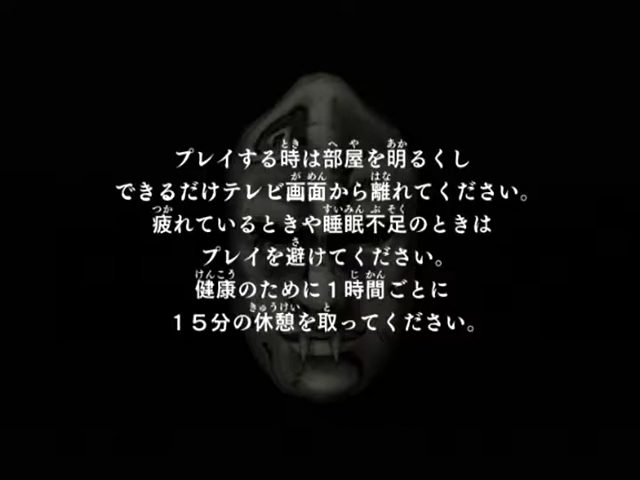 プレイする時は部屋を明るくし
できるだけテレビ画面から離れてください。
疲れているときや睡眠不足のときは
プレイを避けてください。
健康のために１時間ごとに
１５分の休憩を取ってください。